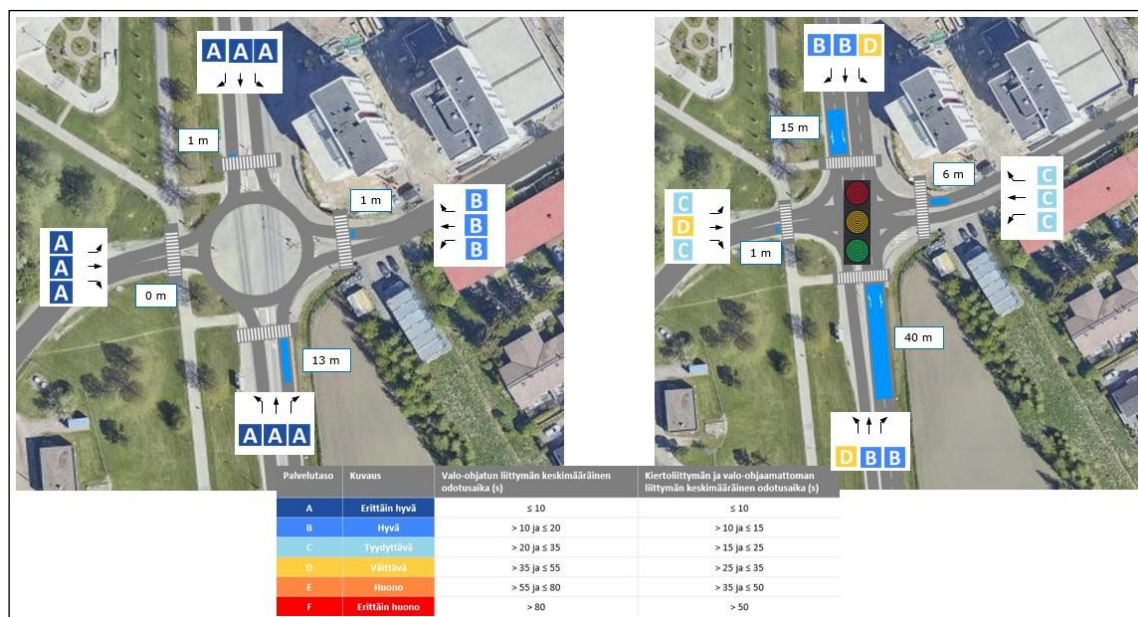 A A A
1 m
1 m
B
B
B
A
A
A
0 m
13 m
A A A
B B D
15 m
6 m
C
C
C
C
D
C
1 m
40 m
D B B
Palvelutaso Kuvaus Valo-ohjatun liittymän keskimääräinen odotusaika (s) Kiertoliittymän ja valo-ohjaamattoman liittymän keskimääräinen odotusaika (s)
A Erittäin hyvä ≤ 10 ≤ 10
B Hyvä > 10 ja ≤ 20 > 10 ja ≤ 15
C Tyydyttävä > 20 ja ≤ 35 > 15 ja ≤ 25
D Välttävä > 35 ja ≤ 55 > 25 ja ≤ 35
E Huono > 55 ja ≤ 80 > 35 ja ≤ 50
F Erittäin huono > 80 > 50